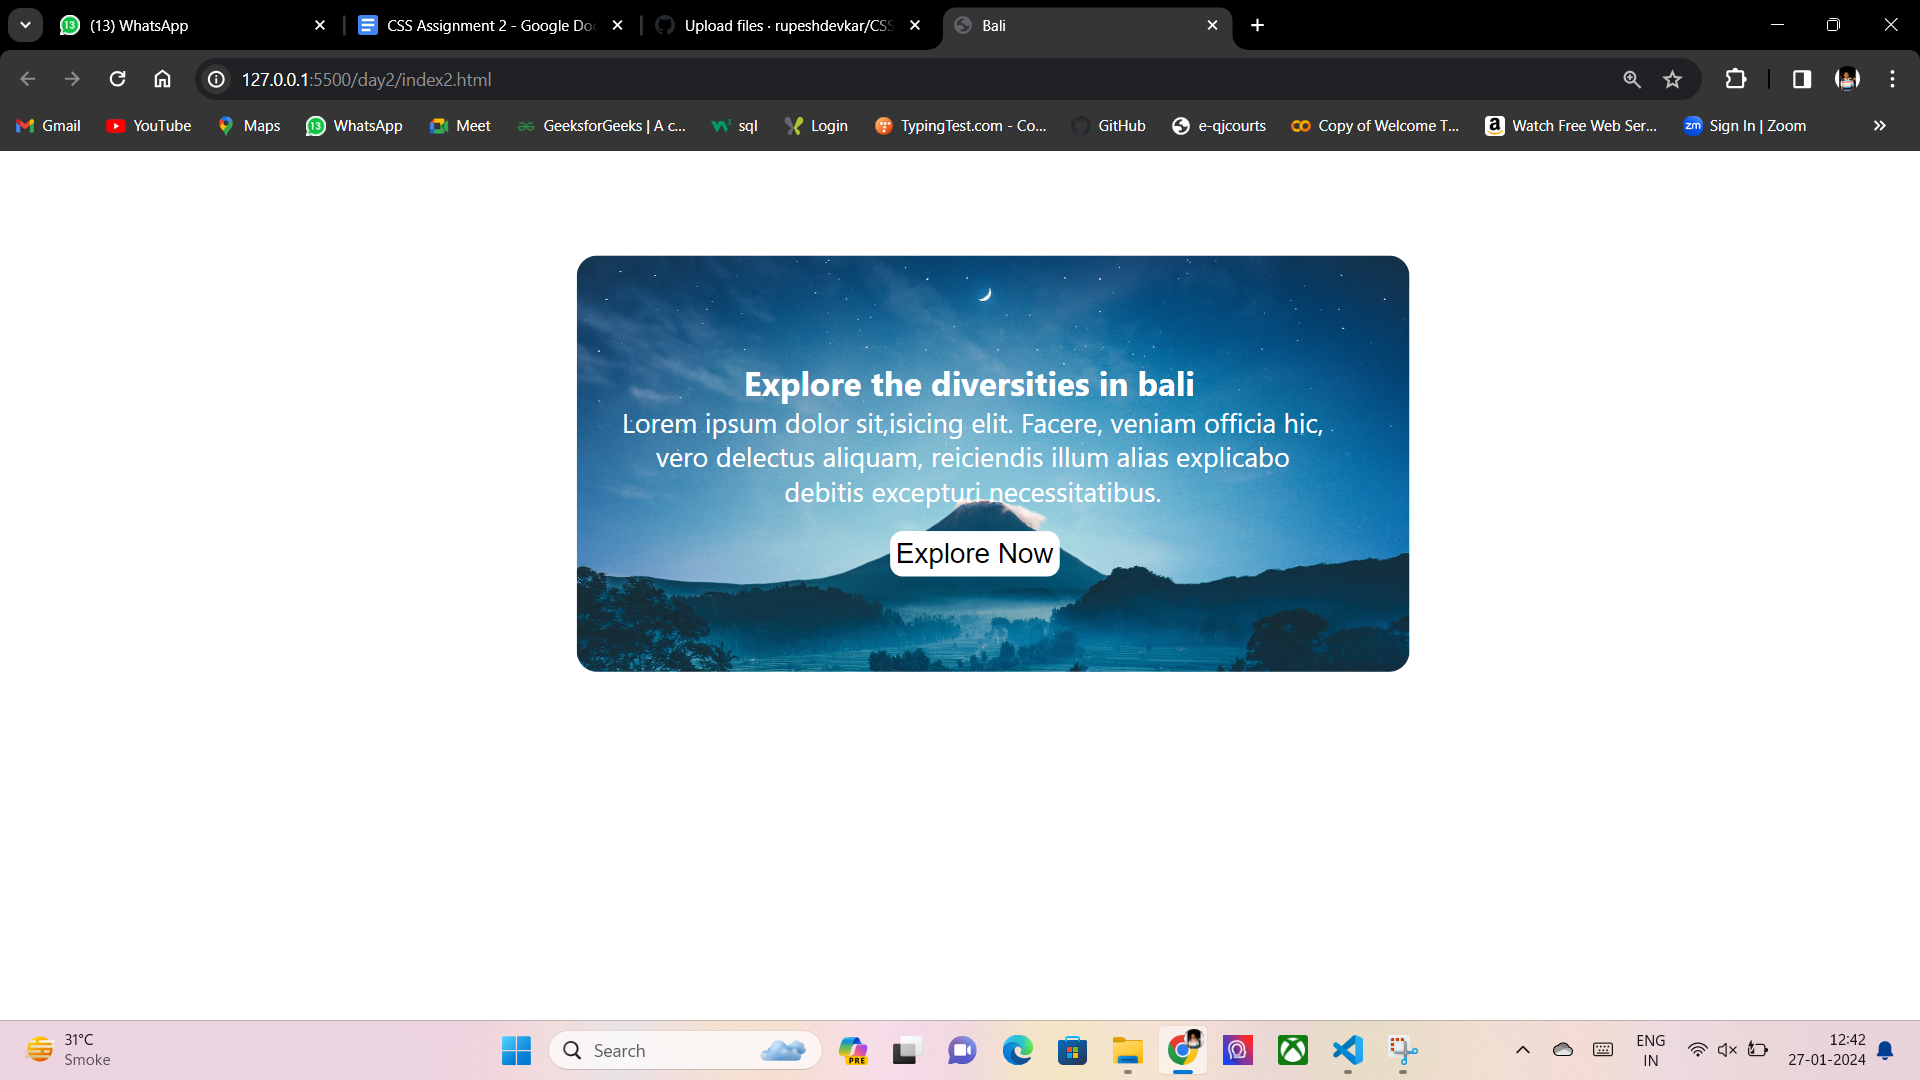 13
(13) WhatsApp
CSS Assignment 2 - Google Do
Upload files · rupeshdevkar/CSS
Bali
127.0.0.1:5500/day2/index2.html
Gmail
YouTube
Maps
13
WhatsApp
Meet
GeeksforGeeks | A c...
sql
Login
TypingTest.com - Co...
GitHub
e-qjcourts
Copy of Welcome T...
Watch Free Web Ser...
zm
Sign In | Zoom
Explore the diversities in bali
Lorem ipsum dolor sit,isicing elit. Facere, veniam officia hic,
vero delectus aliquam, reiciendis illum alias explicabo
debitis excepturi necessitatibus.
Explore Now
31°C
Smoke
Search
PRE
ENG
IN
12:42
27-01-2024